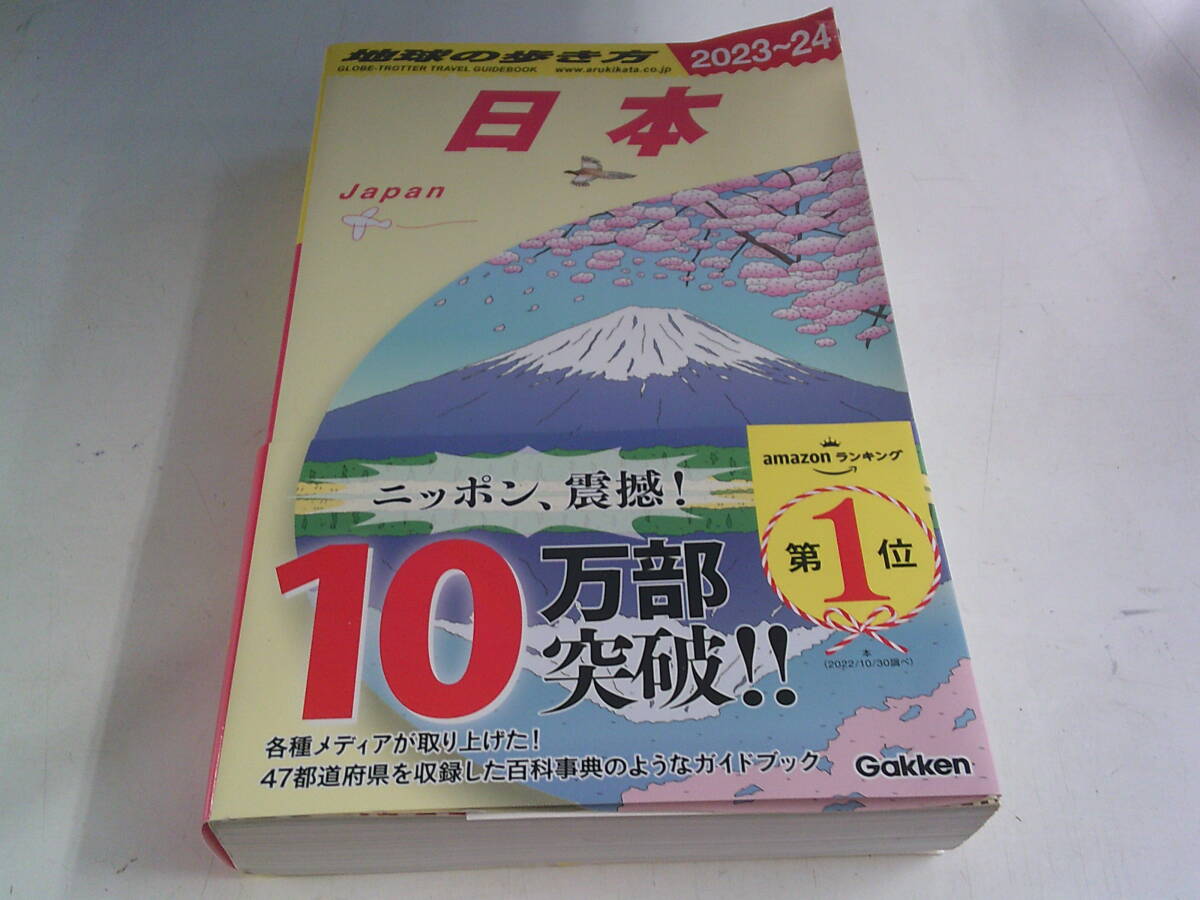 地球の歩き方
2023~24
GLOBE-TROTTER TRAVEL GUIDEBOOK www.arukikata.co.jp
日本
Japan
ニッポン、震撼!
amazon ランキング
第1位
本
(2022/10/30調べ)
10万部
突破!!
各種メディアが取り上げた!
47都道府県を収録した百科事典のようなガイドブック
Gakken